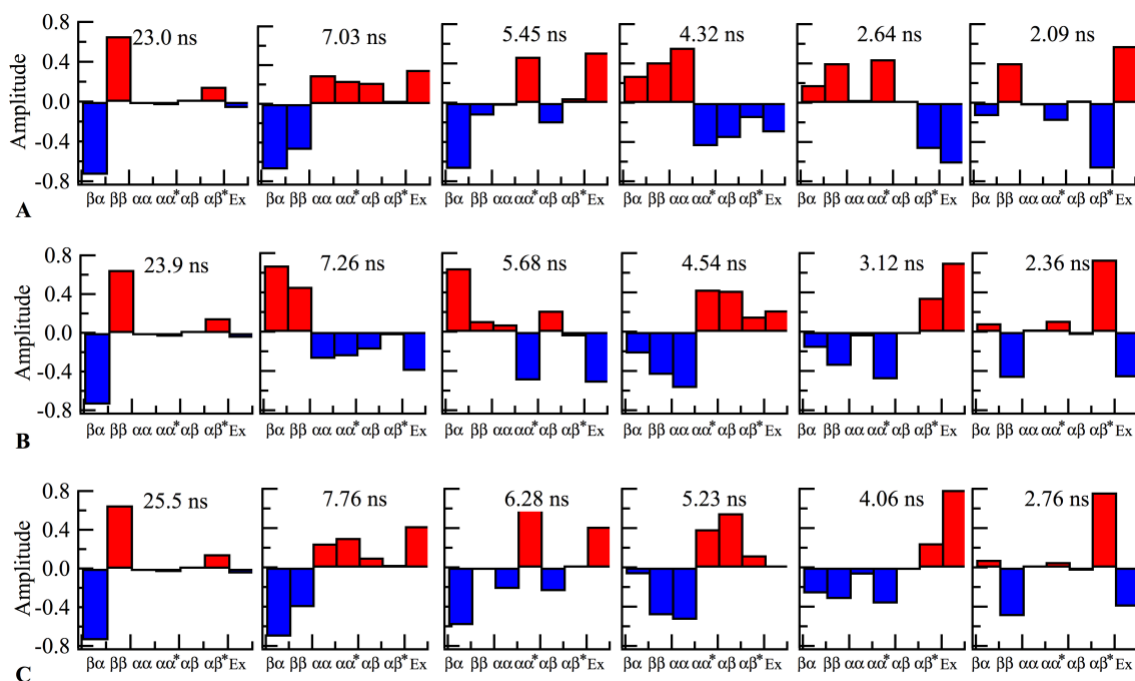 0.8 23.0 ns 7.03 ns 5.45 ns 4.32 ns 2.64 ns 2.09 ns
0.4
0.0
-0.4
-0.8
Amplitude
βα ββ αα αα* αβ αβ* Ex βα ββ αα αα* αβ αβ* Ex βα ββ αα αα* αβ αβ* Ex βα ββ αα αα* αβ αβ* Ex βα ββ αα αα* αβ αβ* Ex βα ββ αα αα* αβ αβ* Ex
A
0.8 23.9 ns 7.26 ns 5.68 ns 4.54 ns 3.12 ns 2.36 ns
0.4
0.0
-0.4
-0.8
Amplitude
βα ββ αα αα* αβ αβ* Ex βα ββ αα αα* αβ αβ* Ex βα ββ αα αα* αβ αβ* Ex βα ββ αα αα* αβ αβ* Ex βα ββ αα αα* αβ αβ* Ex βα ββ αα αα* αβ αβ* Ex
B
0.8 25.5 ns 7.76 ns 6.28 ns 5.23 ns 4.06 ns 2.76 ns
0.4
0.0
-0.4
-0.8
Amplitude
βα ββ αα αα* αβ αβ* Ex βα ββ αα αα* αβ αβ* Ex βα ββ αα αα* αβ αβ* Ex βα ββ αα αα* αβ αβ* Ex βα ββ αα αα* αβ αβ* Ex βα ββ αα αα* αβ αβ* Ex
C